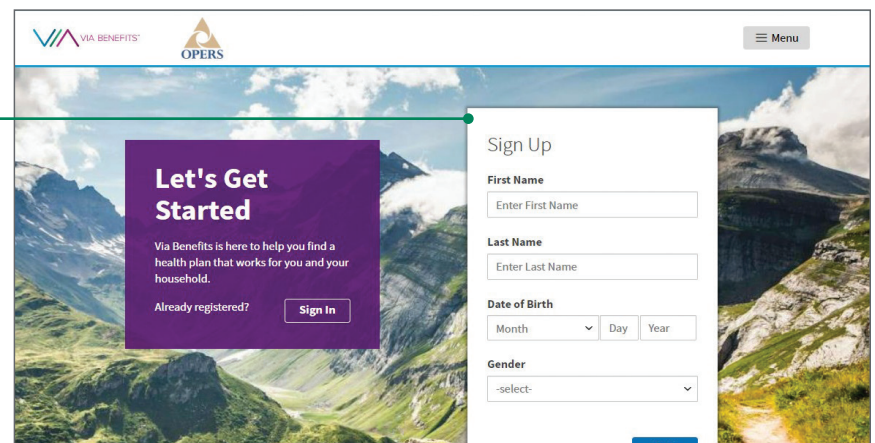 VIA BENEFITS
OPERS
Menu
Let's Get
Started
Via Benefits is here to help you find a
health plan that works for you and your
household.
Already registered?
Sign In
Sign Up
First Name
Enter First Name
Last Name
Enter Last Name
Date of Birth
Month Day Year
Gender
-select-